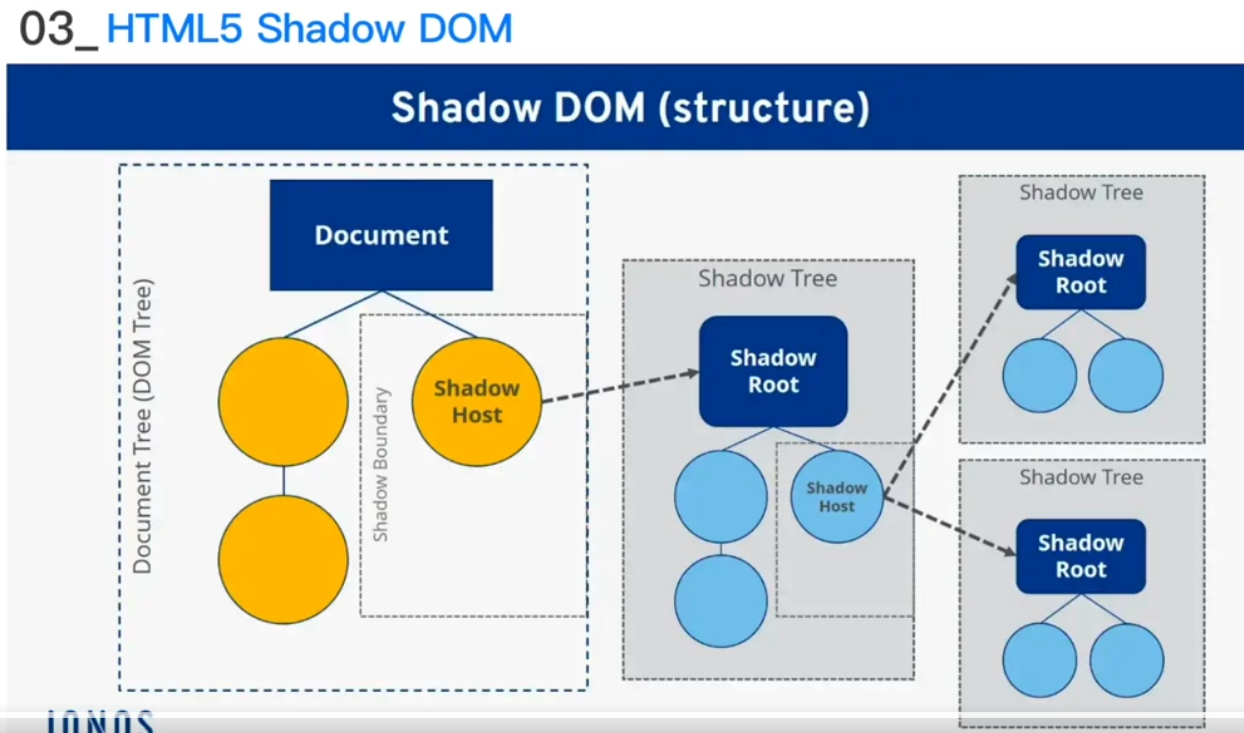 03_ HTML5 Shadow DOM
Shadow DOM (structure)
Document Tree (DOM Tree)
Document
Shadow Boundary
Shadow
Host
Shadow Tree
Shadow
Root
Shadow
Host
Shadow Tree
Shadow
Root
Shadow Tree
Shadow
Root
IONOS